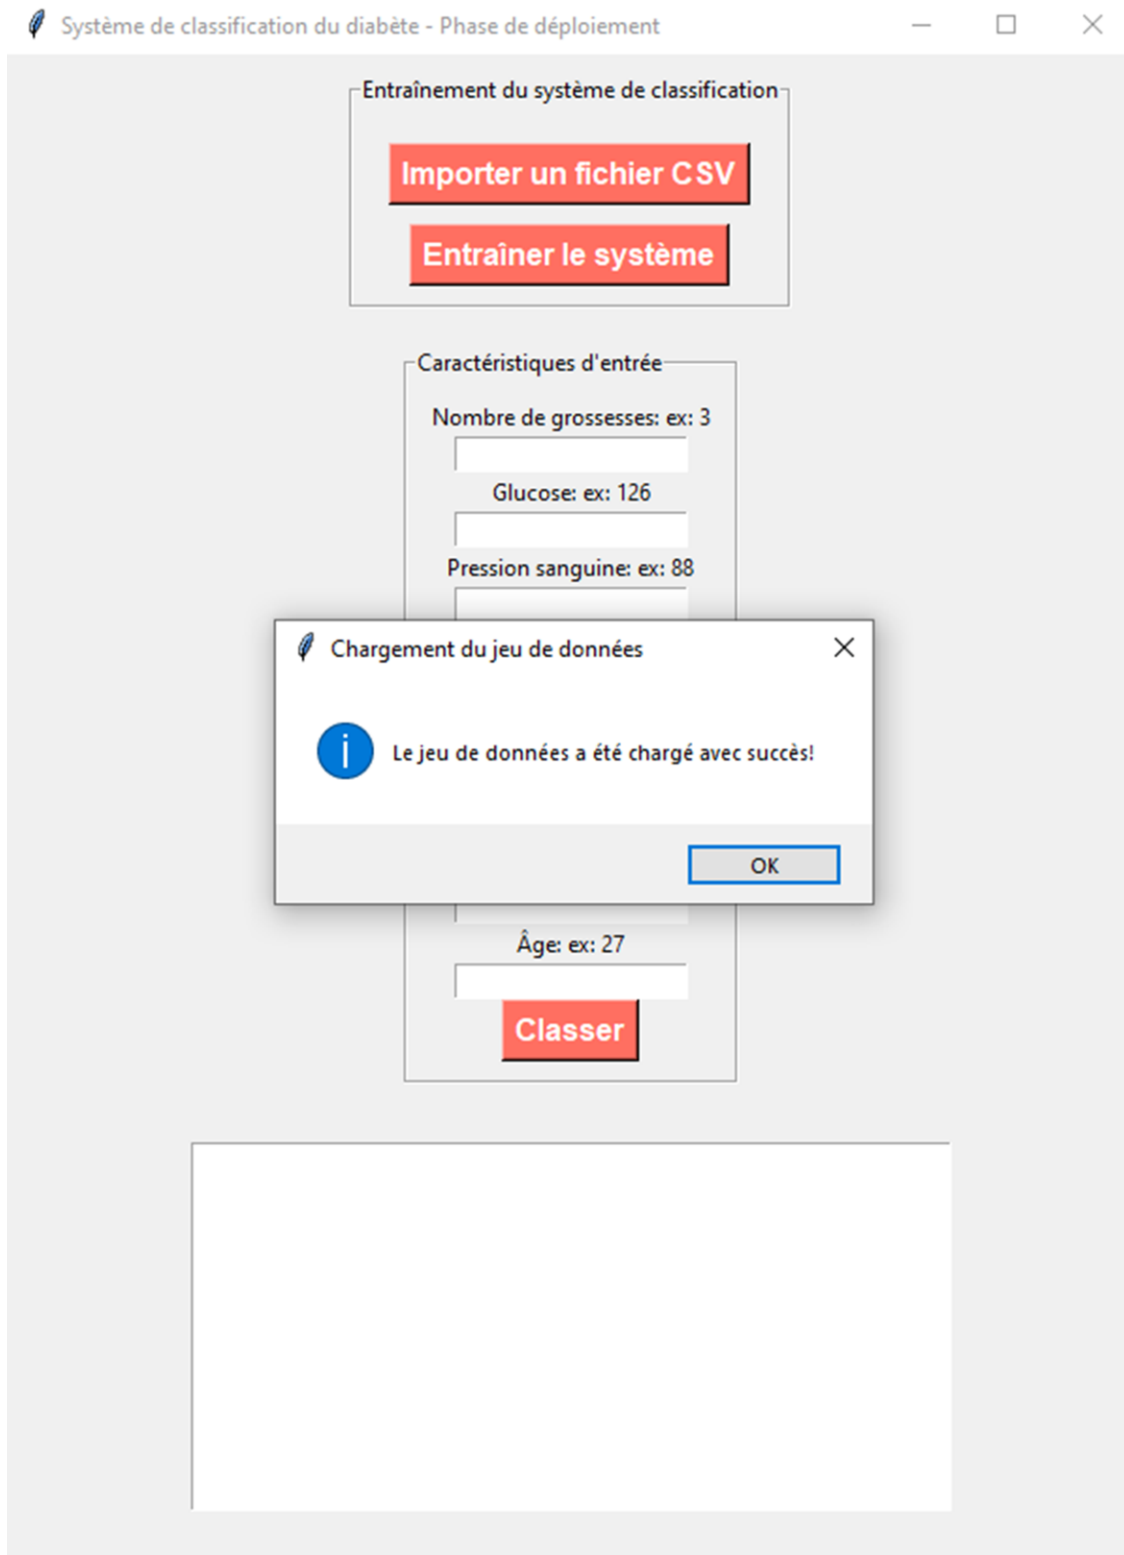 Système de classification du diabète - Phase de déploiement
Entraînement du système de classification
Importer un fichier CSV
Entraîner le système
Caractéristiques d'entrée
Nombre de grossesses: ex: 3
Glucose: ex: 126
Pression sanguine: ex: 88
Chargement du jeu de données
Le jeu de données a été chargé avec succès!
OK
Âge: ex: 27
Classer